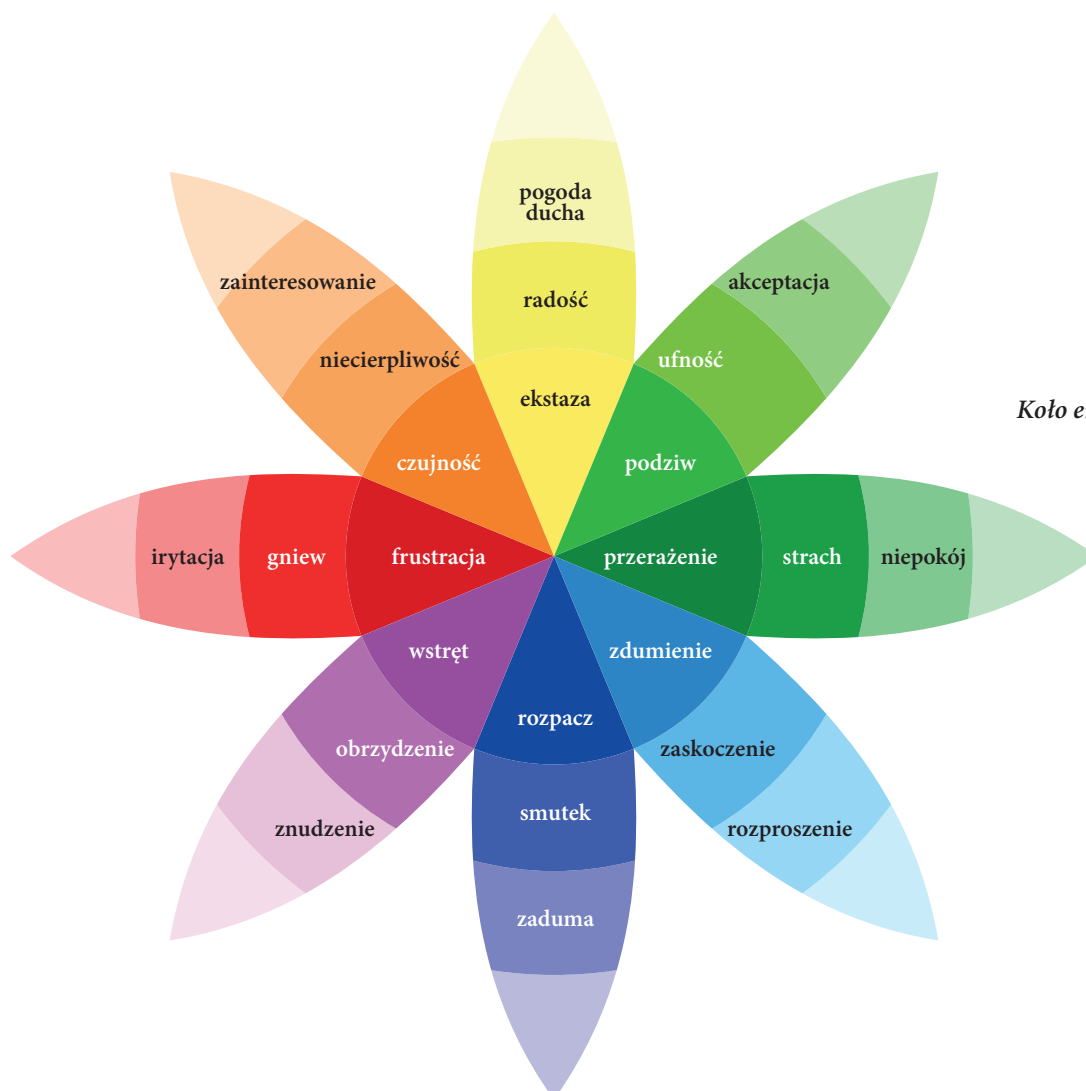 pogoda
ducha
zainteresowanie
akceptacja
radość
niecierpliwość
ufność
ekstaza
Koło e
czujność
podziw
irytacja
gniew
frustracja
przerażenie
strach
niepokój
wstręt
zdumienie
rozpacz
obrzydzenie
zaskoczenie
smutek
znudzenie
rozproszenie
zaduma